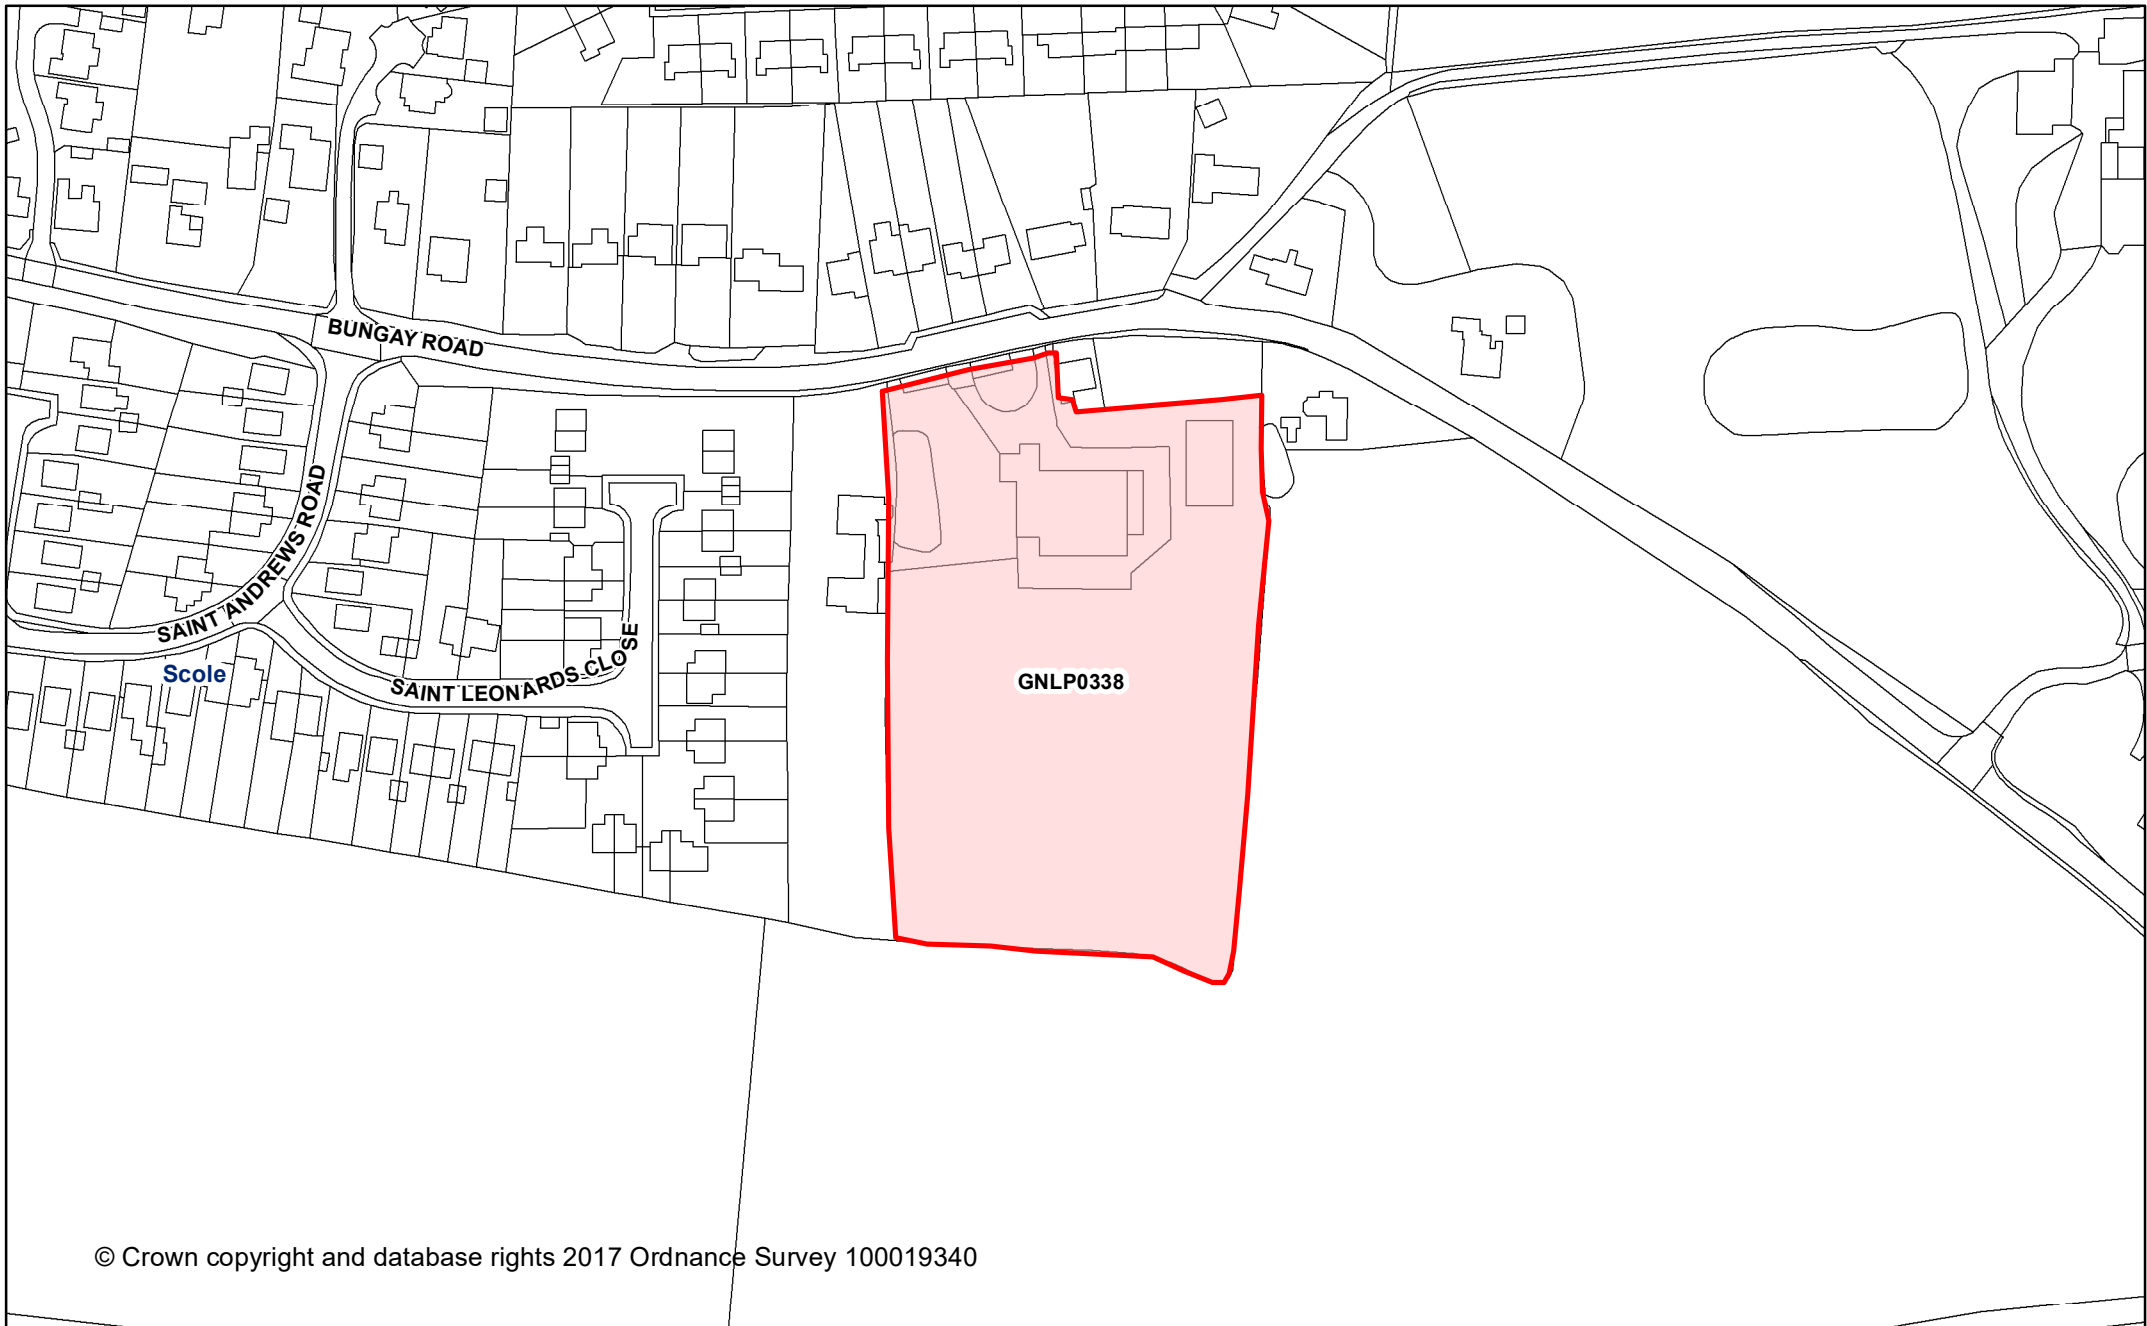 BUNGAY ROAD
SAINT ANDREWS ROAD
Scole
SAINT LEONARDS CLOSE
GNLP0338
© Crown copyright and database rights 2017 Ordnance Survey 100019340